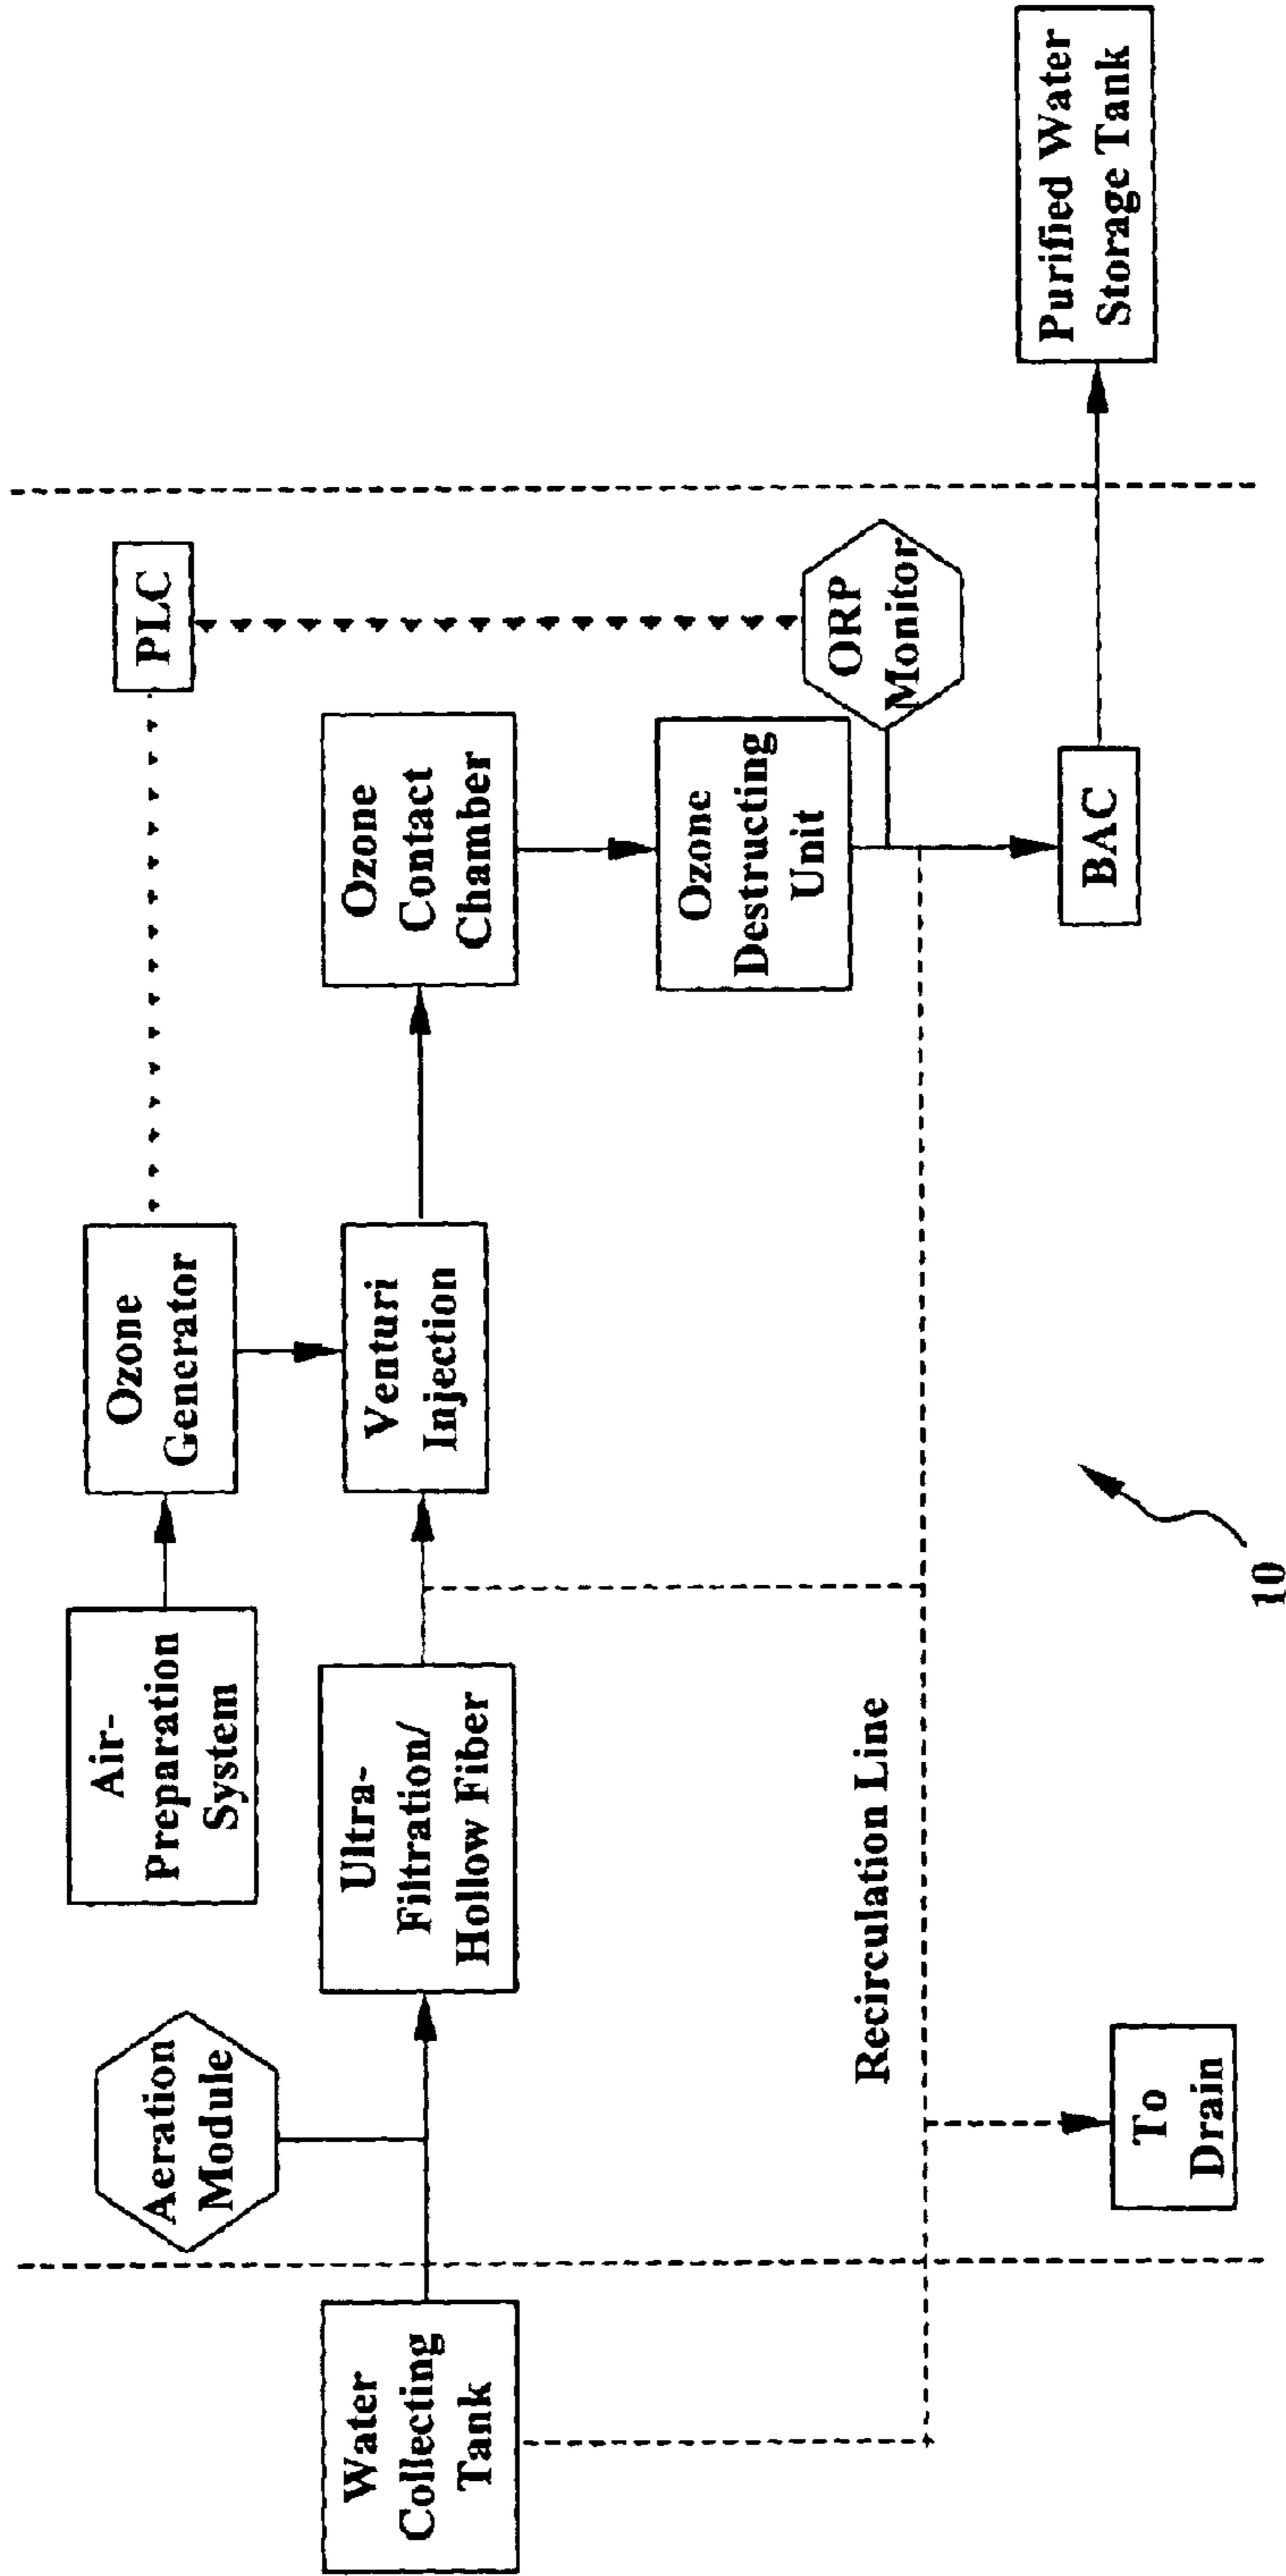 Water
Collecting
Tank
Aeration
Module
Ultra-
Filtration/
Hollow Fiber
Air-
Preparation
System
Ozone
Generator
Venturi
Injection
PLC
Ozone
Contact
Chamber
Ozone
Destructing
Unit
ORP
Monitor
BAC
Purified Water
Storage Tank
Recirculation Line
To
Drain
10